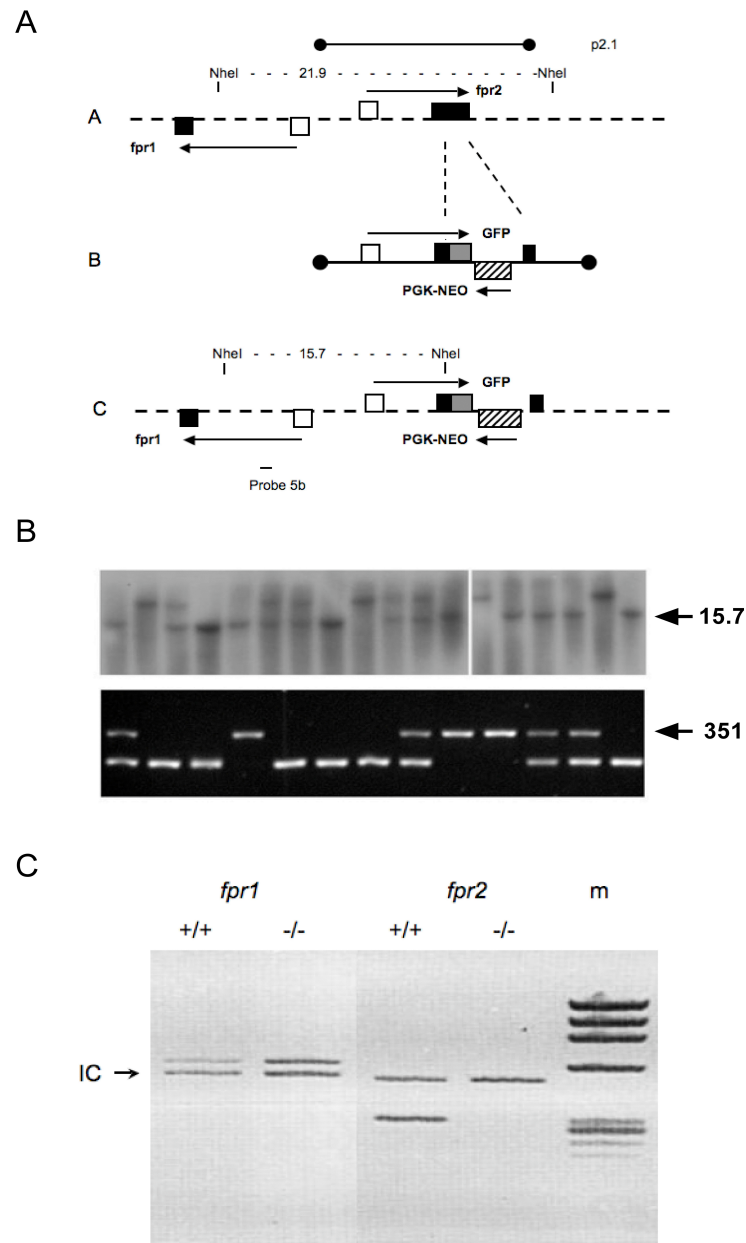 A
p2.1
NheI - - - 21.9 - - - - - - - - - - - - - - -NheI
fpr2
A
fpr1
GFP
B
PGK-NEO
NheI - - - - 15.7 - - - - - - - NheI
GFP
C
fpr1
PGK-NEO
Probe 5b
B
15.7
351
C
fpr1 fpr2 m
+/+ -/- +/+ -/-
IC